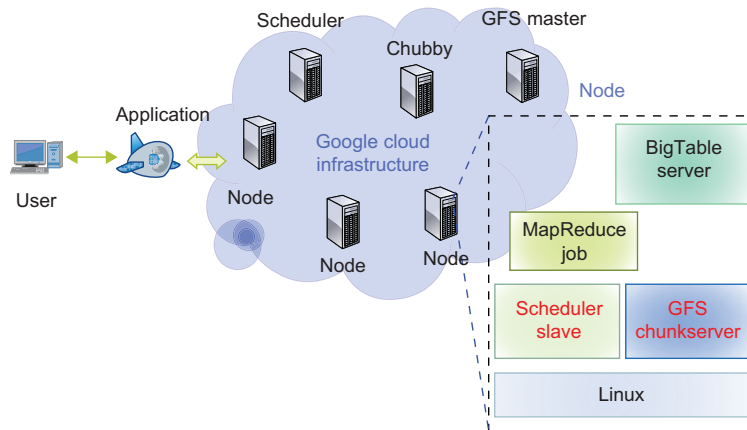 Scheduler
Chubby
GFS master
Node
Application
Google cloud
infrastructure
User
Node
Node
Node
BigTable
server
MapReduce
job
Scheduler
slave
GFS
chunkserver
Linux